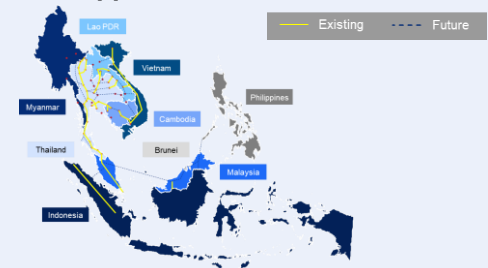 Existing
Future
Lao PDR
Vietnam
Philippines
Myanmar
Cambodia
Thailand
Brunei
Malaysia
Indonesia